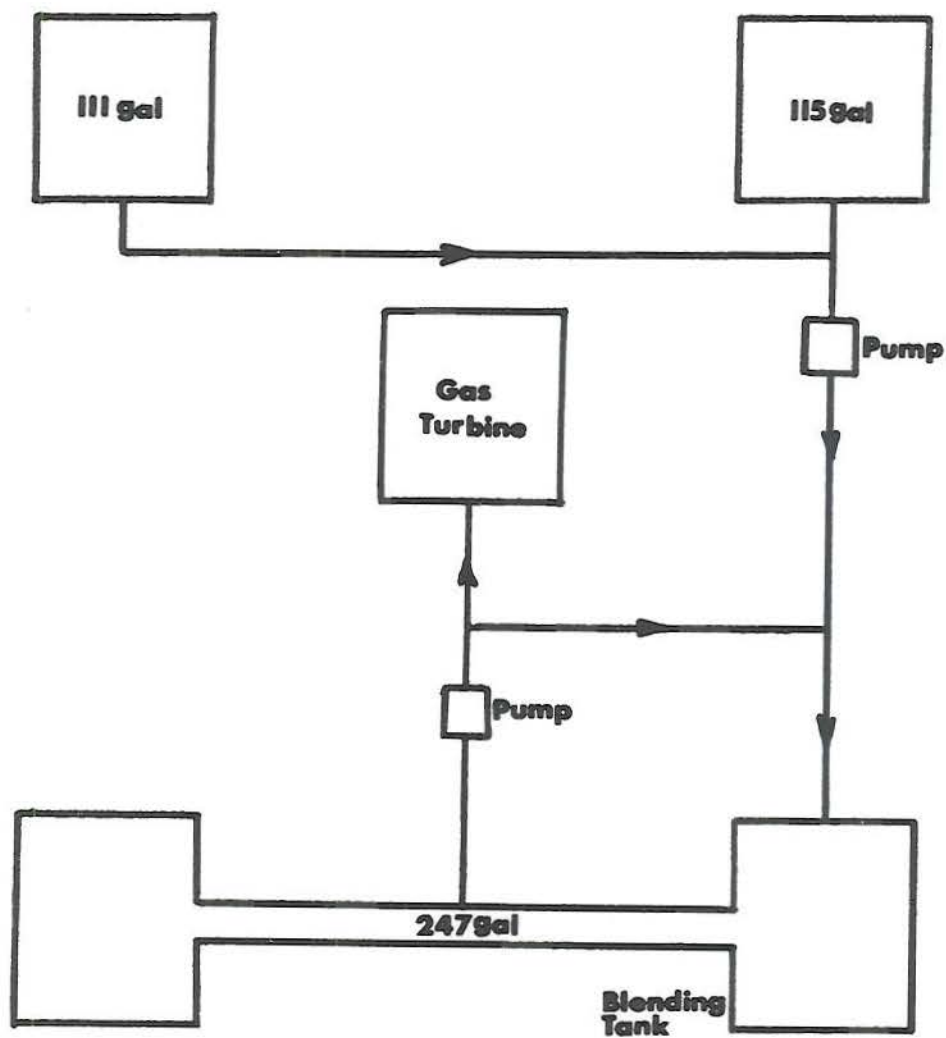 111 gal
115gal
Pump
Gas
Turbine
Pump
247gal
Blending
Tank